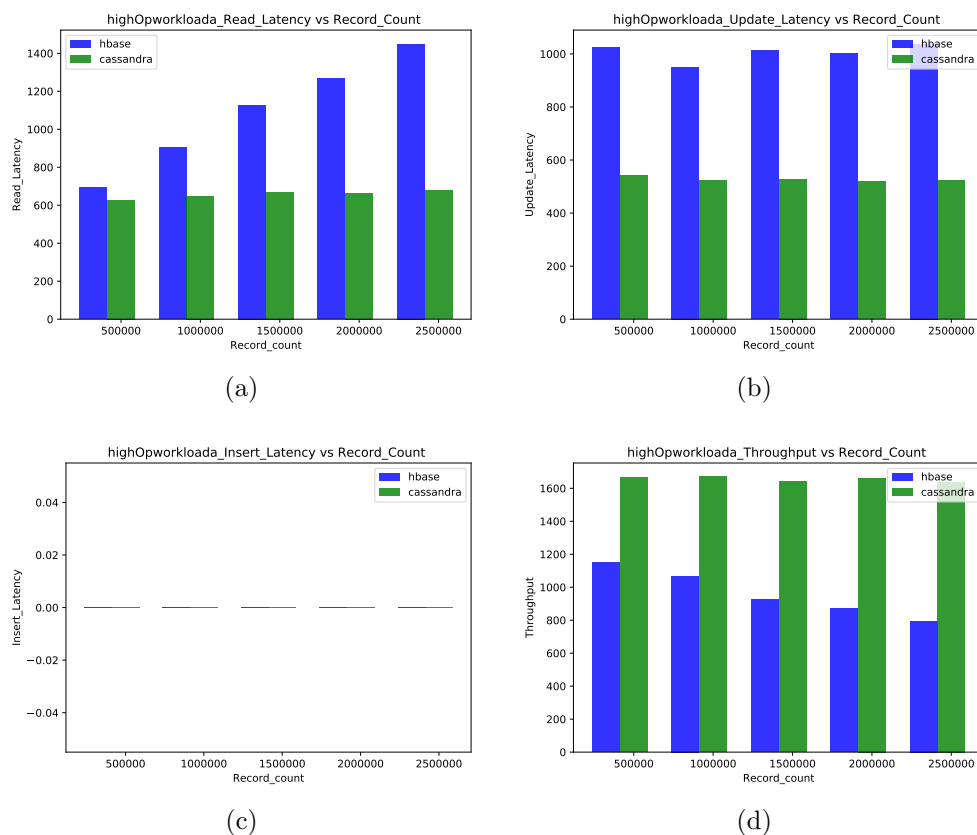 highOpworkloada_Read_Latency vs Record_Count
hbase
cassandra
1400
1200
1000
800
600
400
200
0
Read_Latency
500000 1000000 1500000 2000000 2500000
Record_count
(a)
highOpworkloada_Update_Latency vs Record_Count
hbase
cassandra
1000
800
600
400
200
0
Update_Latency
500000 1000000 1500000 2000000 2500000
Record_count
(b)
highOpworkloada_Insert_Latency vs Record_Count
hbase
cassandra
0.04
0.02
0.00
−0.02
−0.04
Insert_Latency
500000 1000000 1500000 2000000 2500000
Record_count
(c)
highOpworkloada_Throughput vs Record_Count
hbase
cassandra
1600
1400
1200
1000
800
600
400
200
0
Throughput
500000 1000000 1500000 2000000 2500000
Record_count
(d)